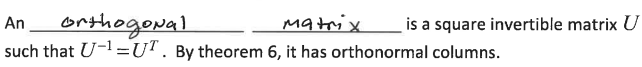 An orthogonal matrix is a square invertible matrix U
such that U⁻¹=Uᵀ. By theorem 6, it has orthonormal columns.